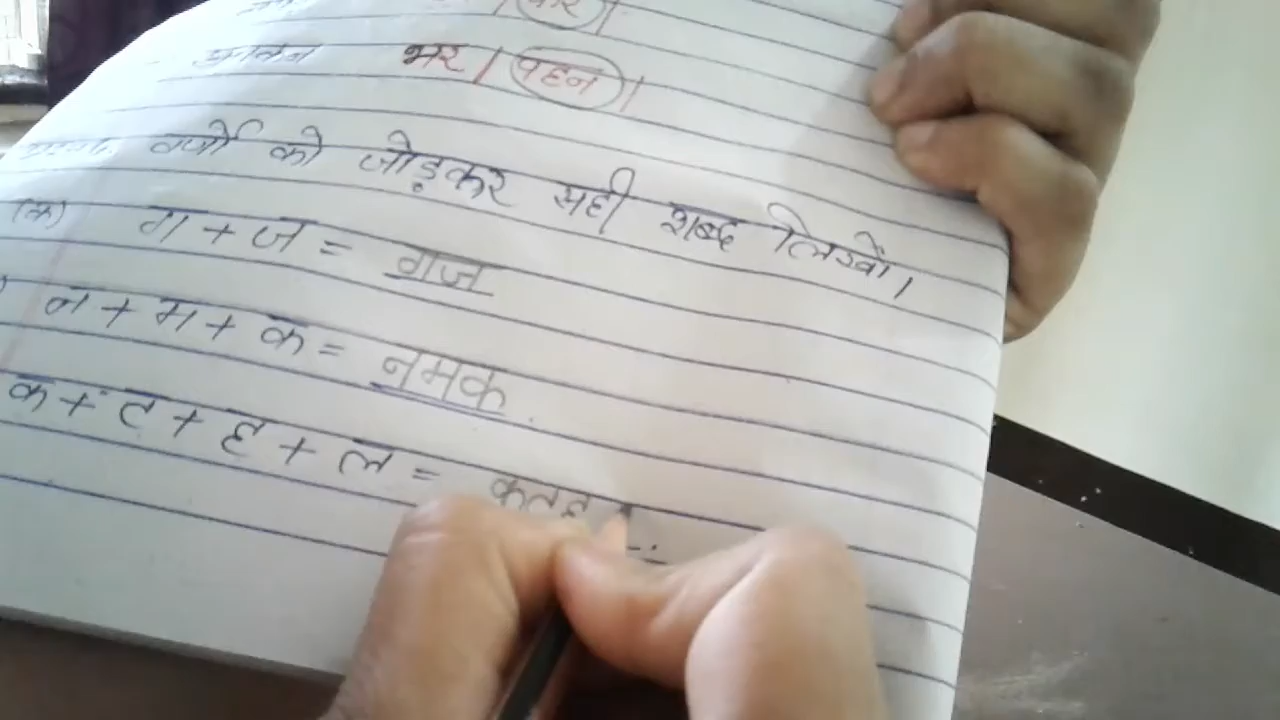 भर | पहन |
वर्णो को जोड़कर सही शब्द लिखों।
(क) ग + ज = गज
न + म + क = नमक
क + ट + ह + ल = कटह